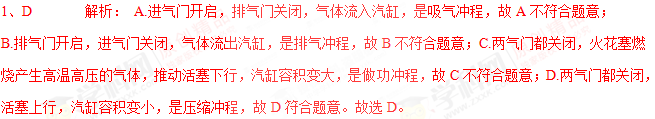 1、D 解析： A.进气门开启，排气门关闭，气体流入汽缸，是吸气冲程，故 A 不符合题意；
B.排气门开启，进气门关闭，气体流出汽缸，是排气冲程，故 B 不符合题意；C.两气门都关闭，火花塞燃
烧产生高温高压的气体，推动活塞下行，汽缸容积变大，是做功冲程，故 C 不符合题意；D.两气门都关闭，
活塞上行，汽缸容积变小，是压缩冲程，故 D 符合题意。故选 D。